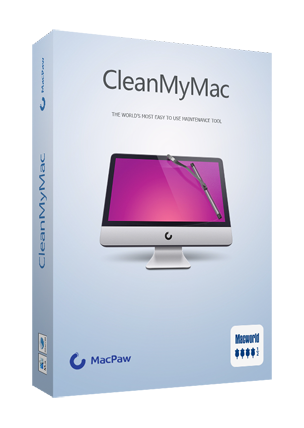 CleanMyMac
THE WORLD'S MOST EASY TO USE MAINTENANCE TOOL
MacPaw
Macworld
MacPaw
CleanMyMac